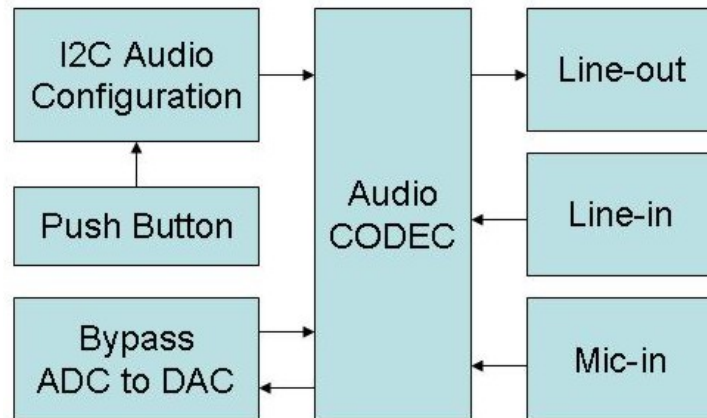 I2C Audio
Configuration
Push Button
Bypass
ADC to DAC
Audio
CODEC
Line-out
Line-in
Mic-in